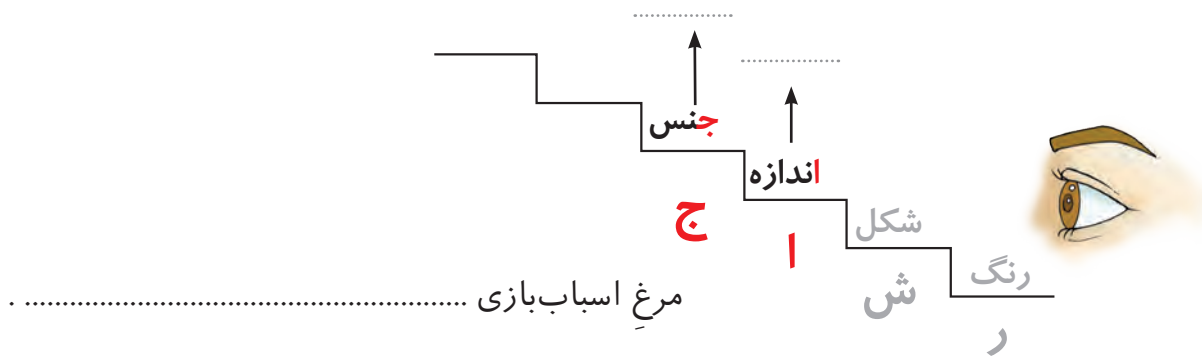 جنس
اندازه
ج
شکل
ا
رنگ
ش
مرغِ اسباب‌بازی ........................................................ .
ر